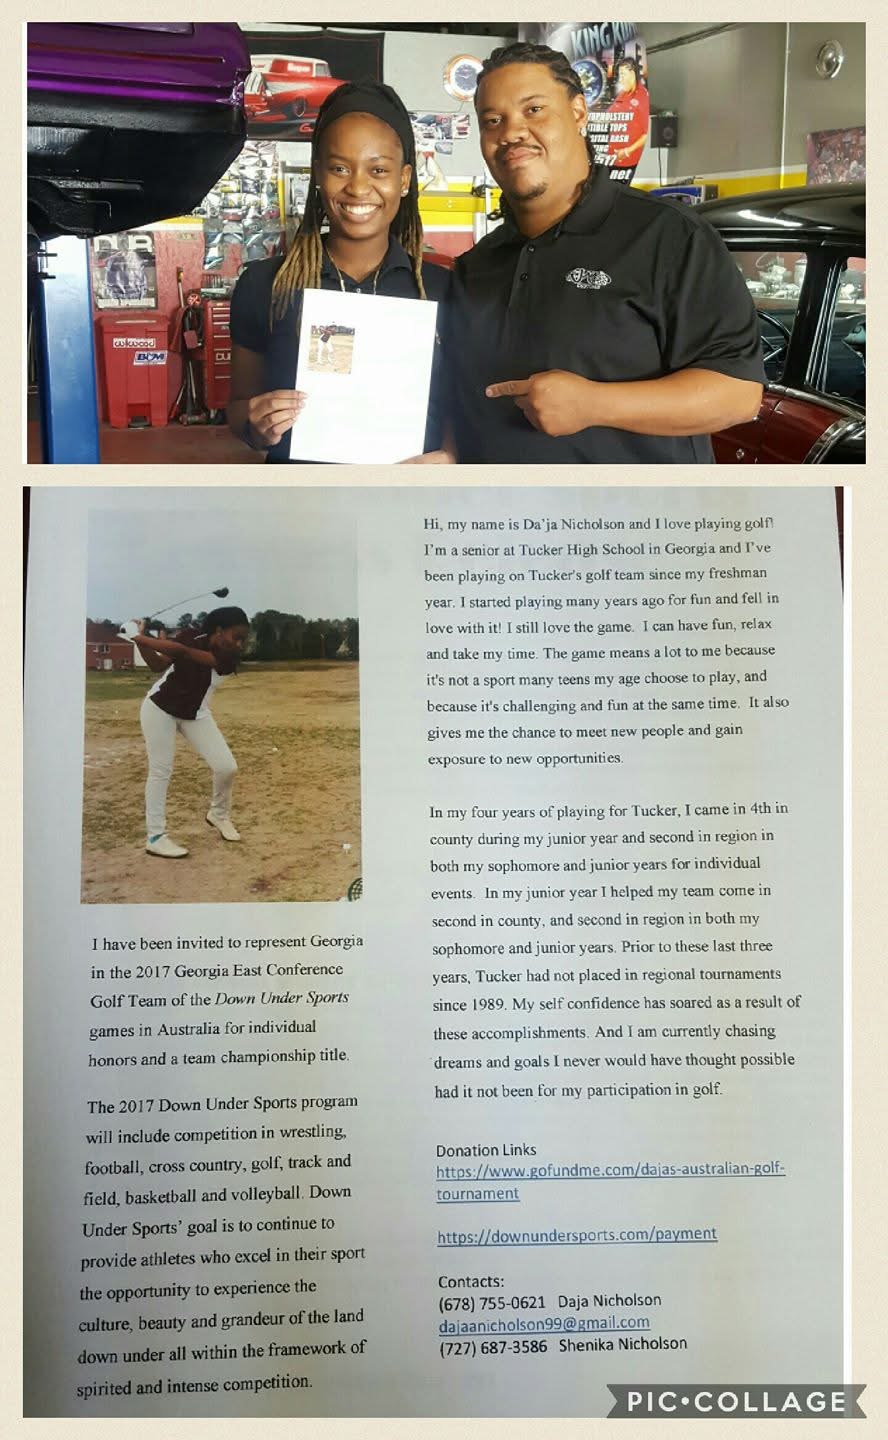 KING KO
UPHOLSTERY
TIBLE TOPS
ITAL DASH
.net
wilwood
B&M
Hi, my name is Da'ja Nicholson and I love playing golf!
I'm a senior at Tucker High School in Georgia and I've
been playing on Tucker's golf team since my freshman
year. I started playing many years ago for fun and fell in
love with it! I still love the game. I can have fun, relax
and take my time. The game means a lot to me because
it's not a sport many teens my age choose to play, and
because it's challenging and fun at the same time. It also
gives me the chance to meet new people and gain
exposure to new opportunities.
In my four years of playing for Tucker, I came in 4th in
county during my junior year and second in region in
both my sophomore and junior years for individual
events. In my junior year I helped my team come in
second in county, and second in region in both my
sophomore and junior years. Prior to these last three
years, Tucker had not placed in regional tournaments
since 1989. My self confidence has soared as a result of
these accomplishments. And I am currently chasing
dreams and goals I never would have thought possible
had it not been for my participation in golf.
I have been invited to represent Georgia
in the 2017 Georgia East Conference
Golf Team of the Down Under Sports
games in Australia for individual
honors and a team championship title.
The 2017 Down Under Sports program
will include competition in wrestling,
football, cross country, golf, track and
field, basketball and volleyball. Down
Under Sports' goal is to continue to
provide athletes who excel in their sport
the opportunity to experience the
culture, beauty and grandeur of the land
down under all within the framework of
spirited and intense competition.
Donation Links
https://www.gofundme.com/dajas-australian-golf-
tournament
https://downundersports.com/payment
Contacts:
(678) 755-0621 Daja Nicholson
dajaanicholson99@gmail.com
(727) 687-3586 Shenika Nicholson
PIC•COLLAGE